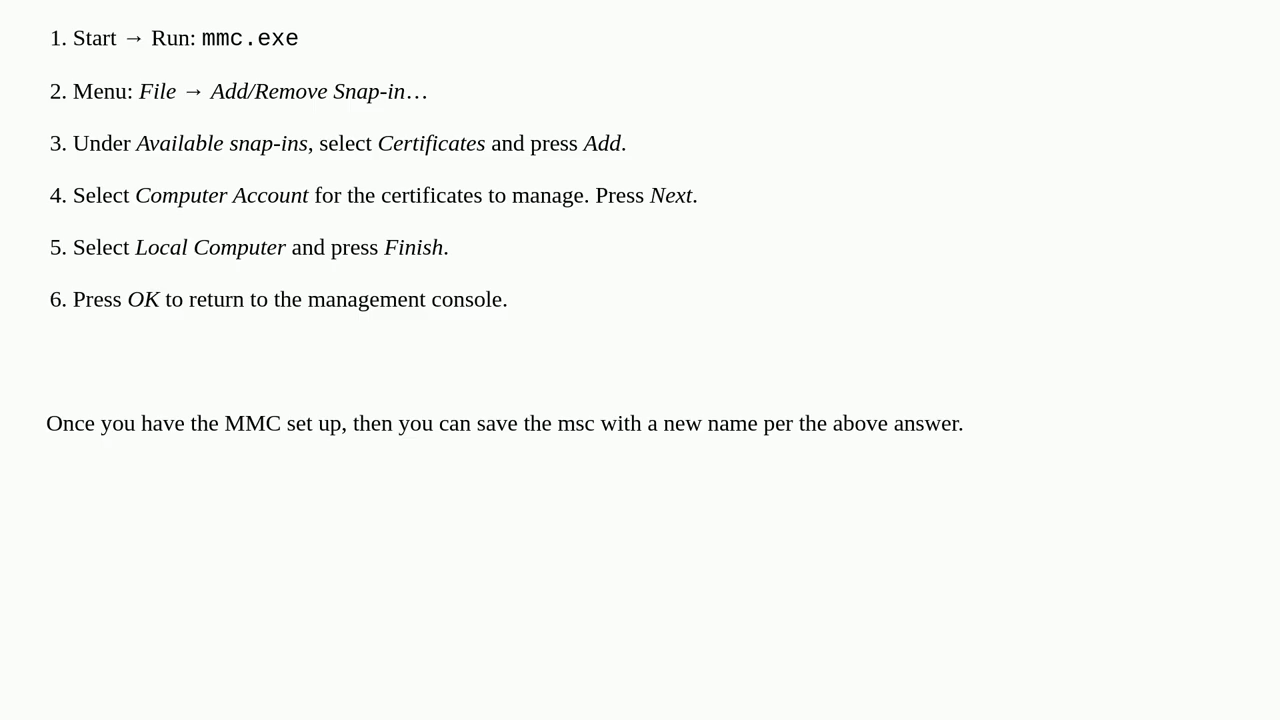 1. Start → Run: mmc.exe
2. Menu: File → Add/Remove Snap-in…
3. Under Available snap-ins, select Certificates and press Add.
4. Select Computer Account for the certificates to manage. Press Next.
5. Select Local Computer and press Finish.
6. Press OK to return to the management console.
Once you have the MMC set up, then you can save the msc with a new name per the above answer.